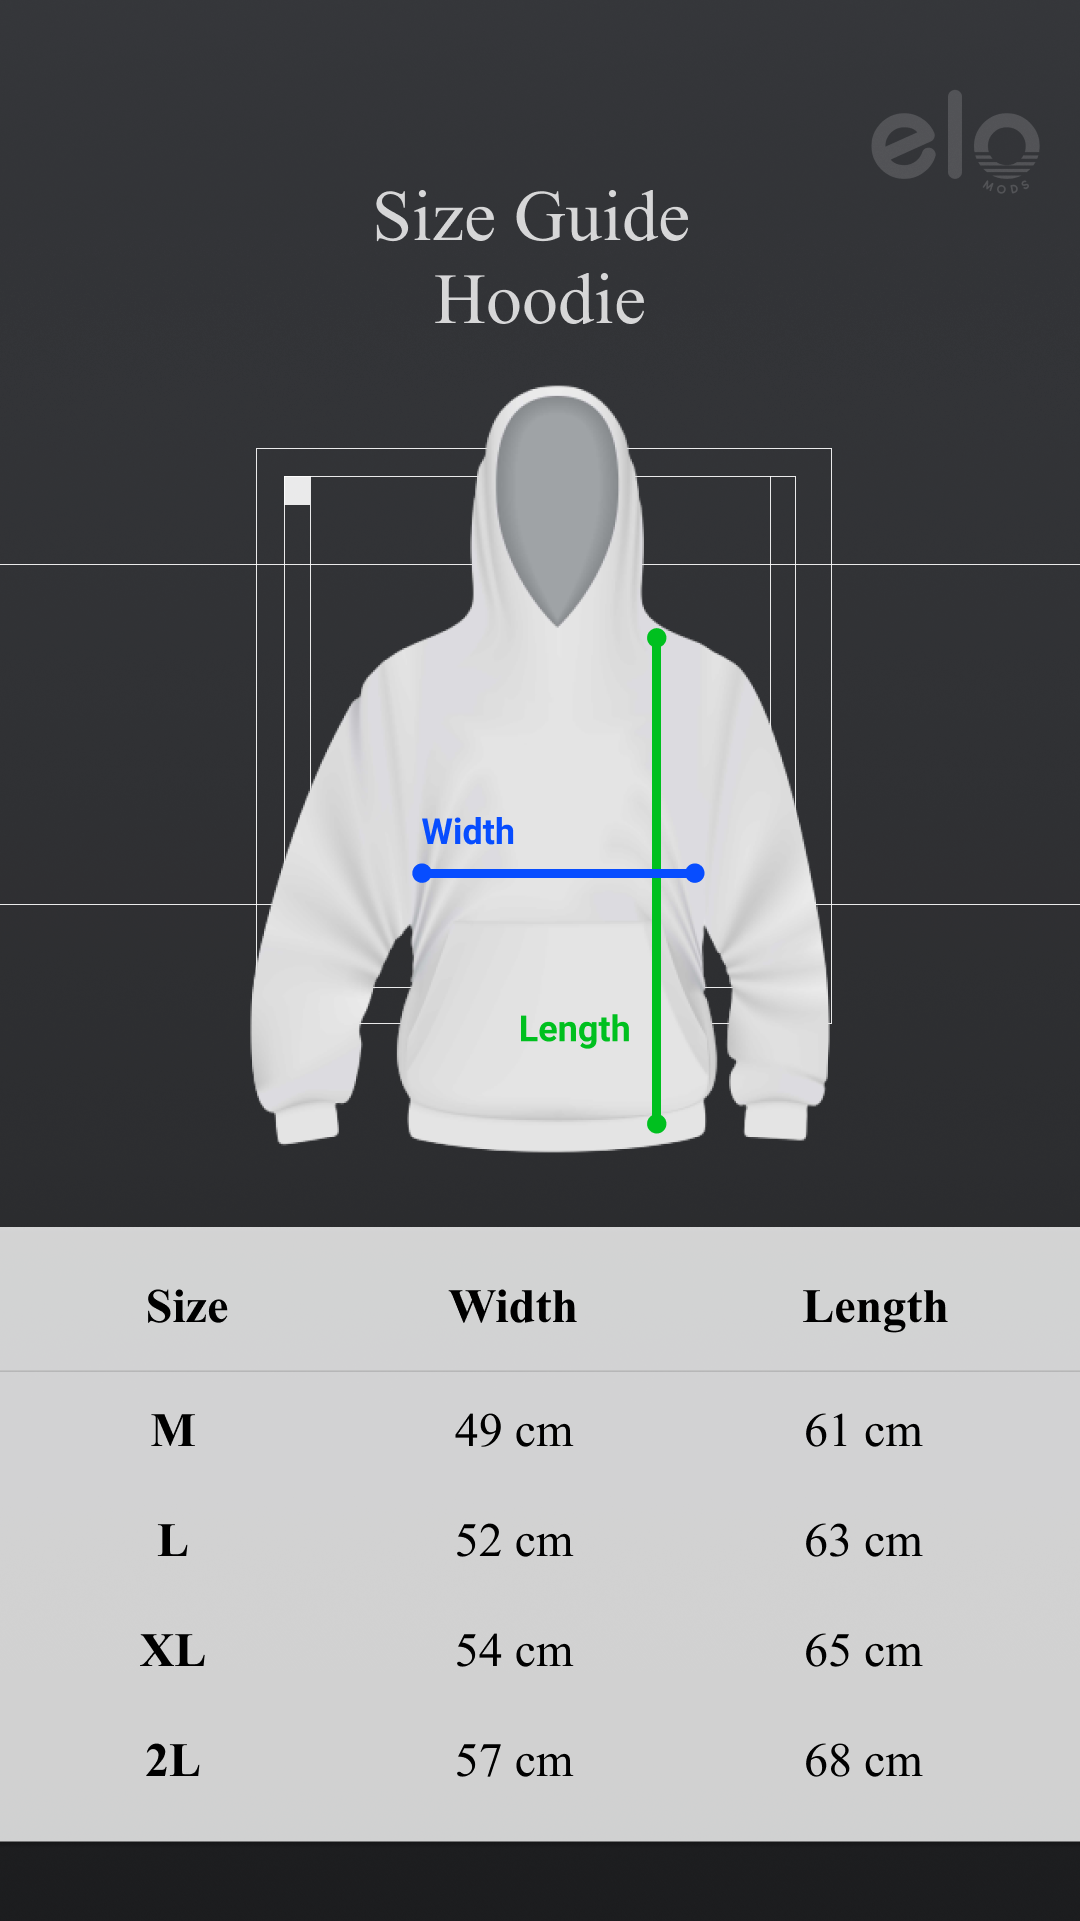 elo
MODS
Size Guide
Hoodie
Width
Length
Size Width Length
M 49 cm 61 cm
L 52 cm 63 cm
XL 54 cm 65 cm
2L 57 cm 68 cm